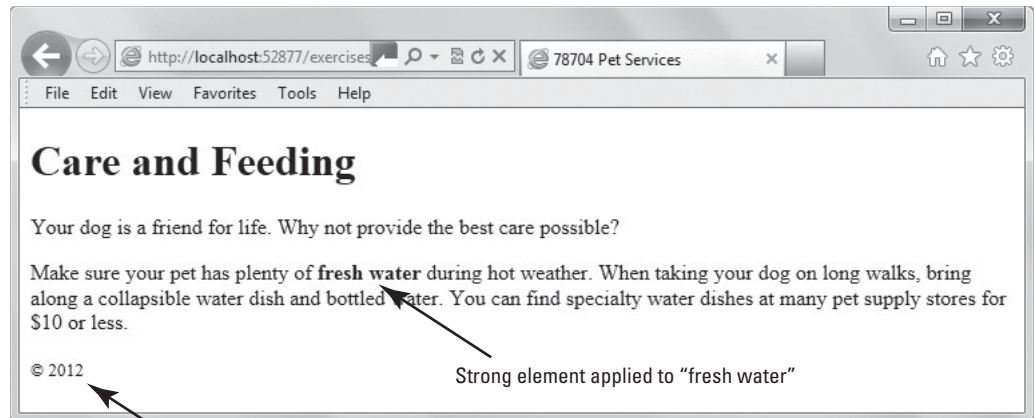 http://localhost:52877/exercises
78704 Pet Services
File Edit View Favorites Tools Help
Care and Feeding
Your dog is a friend for life. Why not provide the best care possible?
Make sure your pet has plenty of fresh water during hot weather. When taking your dog on long walks, bring
along a collapsible water dish and bottled water. You can find specialty water dishes at many pet supply stores for
$10 or less.
© 2012
Strong element applied to “fresh water”